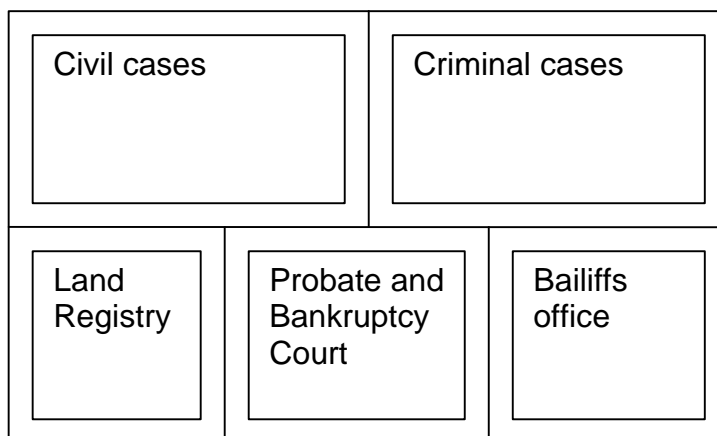 Civil cases
Criminal cases
Land
Registry
Probate and
Bankruptcy
Court
Bailiffs
office